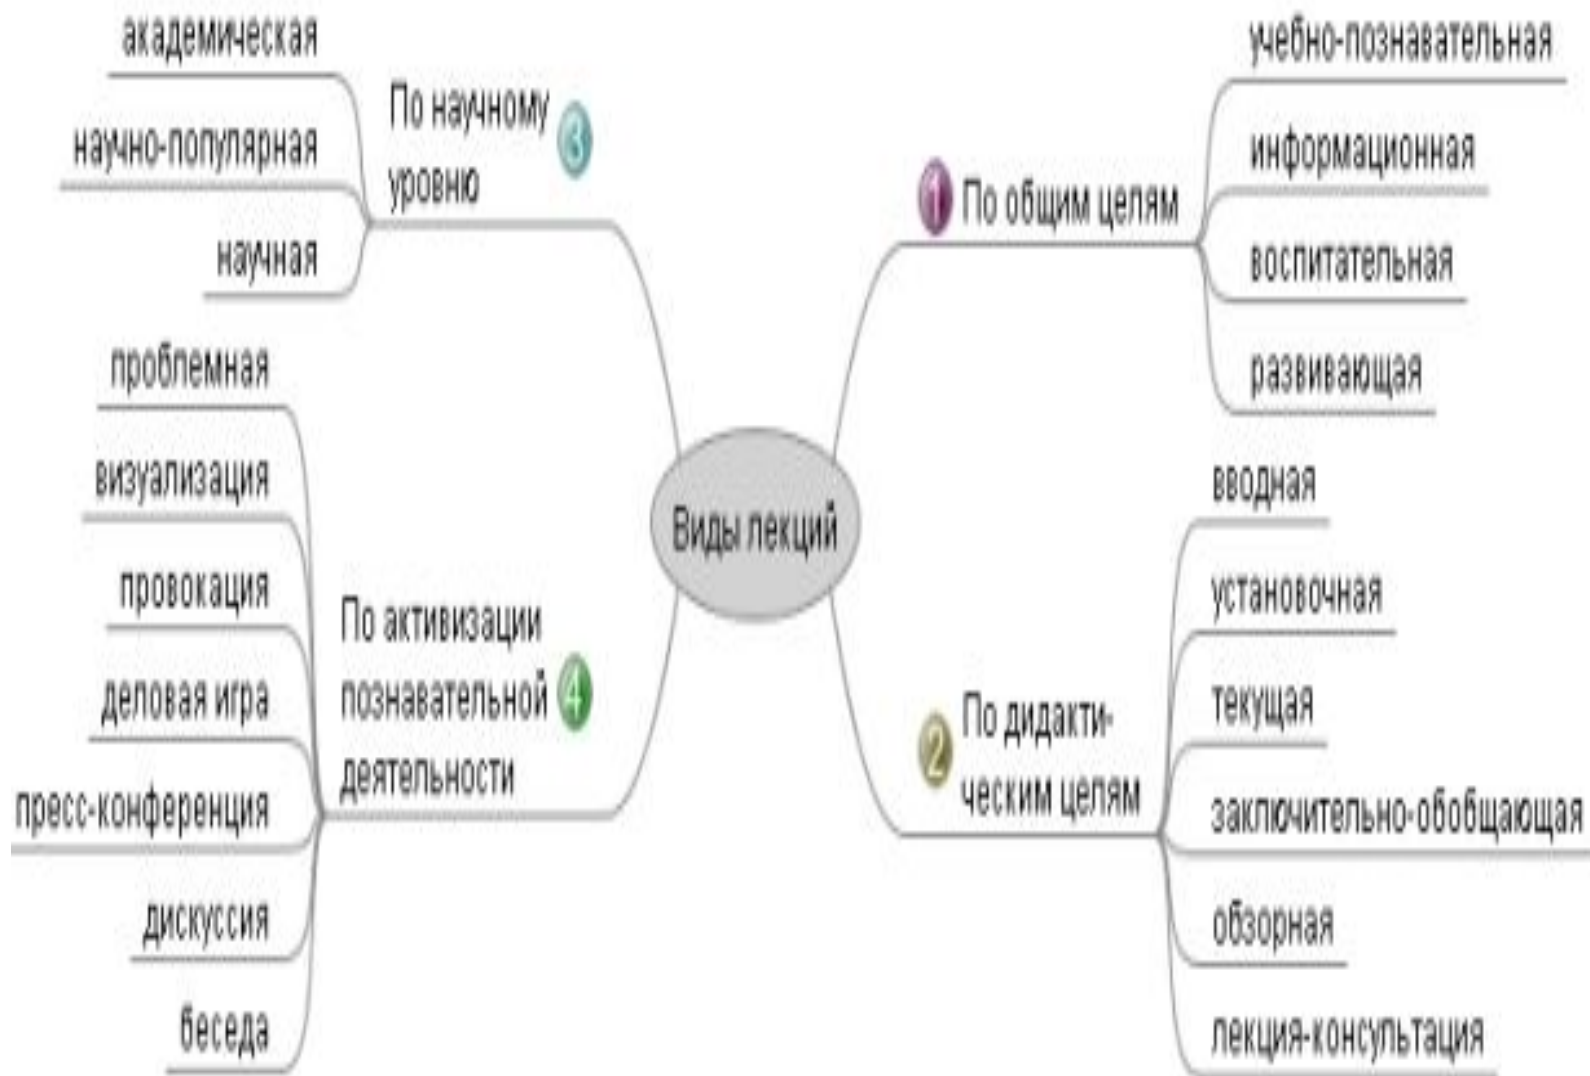 Виды лекций
1
По общим целям
учебно-познавательная
информационная
воспитательная
развивающая
2
По дидакти-
ческим целям
вводная
установочная
текущая
заключительно-обобщающая
обзорная
лекция-консультация
3
По научному
уровню
академическая
научно-популярная
научная
4
По активизации
познавательной
деятельности
проблемная
визуализация
провокация
деловая игра
пресс-конференция
дискуссия
беседа